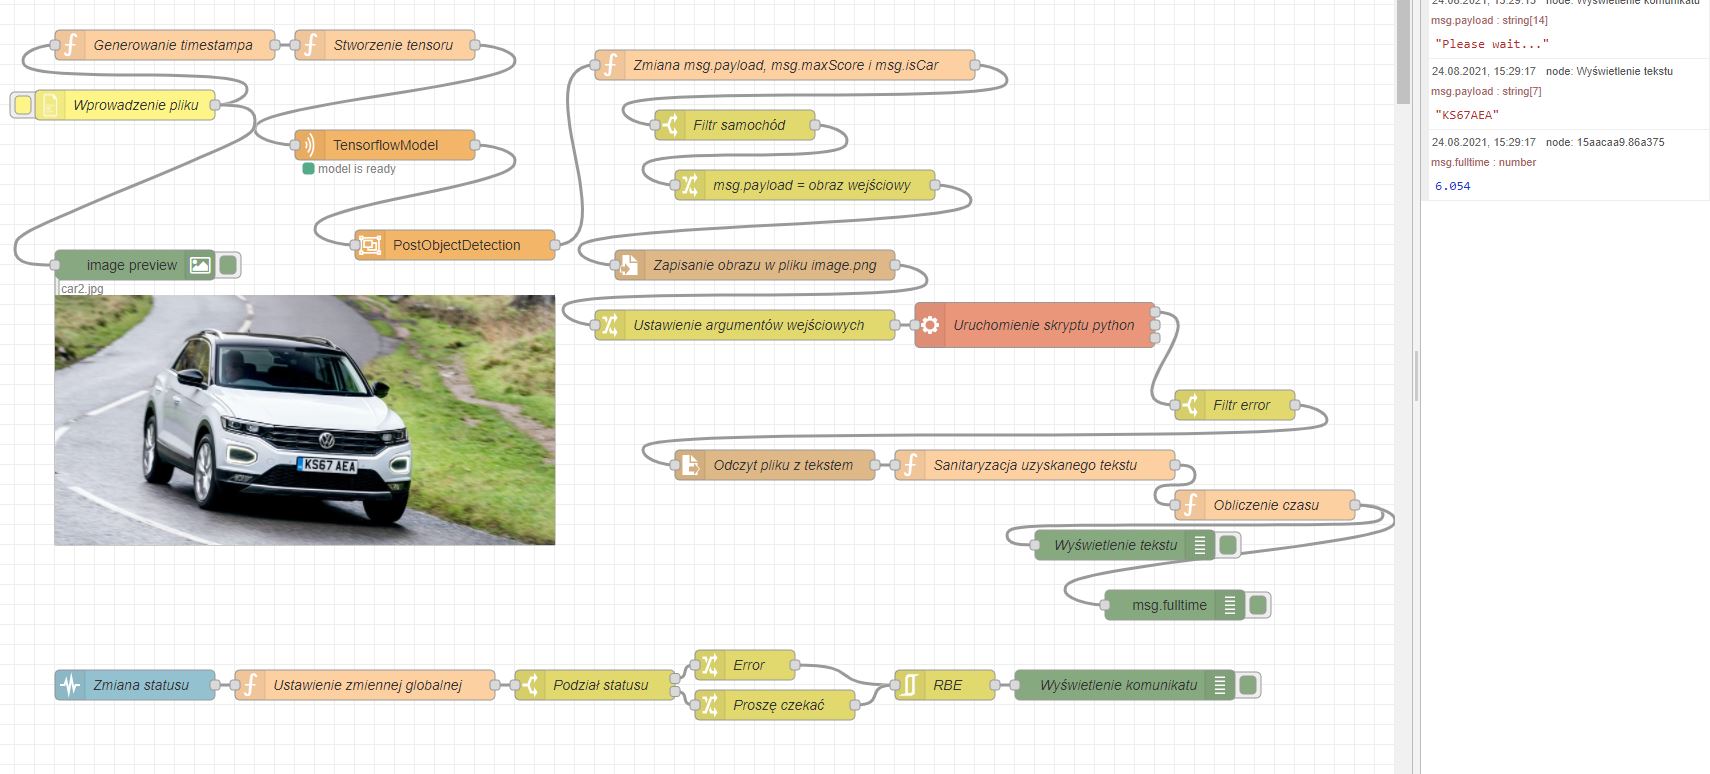 Generowanie timestampa
Stworzenie tensoru
Wprowadzenie pliku
TensorflowModel
model is ready
PostObjectDetection
image preview
car2.jpg
KS67 AEA
Zmiana msg.payload, msg.maxScore i msg.isCar
Filtr samochód
msg.payload = obraz wejściowy
Zapisanie obrazu w pliku image.png
Ustawienie argumentów wejściowych
Uruchomienie skryptu python
Filtr error
Odczyt pliku z tekstem
Sanitaryzacja uzyskanego tekstu
Obliczenie czasu
Wyświetlenie tekstu
msg.fulltime
Zmiana statusu
Ustawienie zmiennej globalnej
Podział statusu
Error
Proszę czekać
RBE
Wyświetlenie komunikatu
24.08.2021, 15:29:15 node: Wyświetlenie komunikatu
msg.payload : string[14]
"Please wait..."
24.08.2021, 15:29:17 node: Wyświetlenie tekstu
msg.payload : string[7]
"KS67AEA"
24.08.2021, 15:29:17 node: 15aacaa9.86a375
msg.fulltime : number
6.054